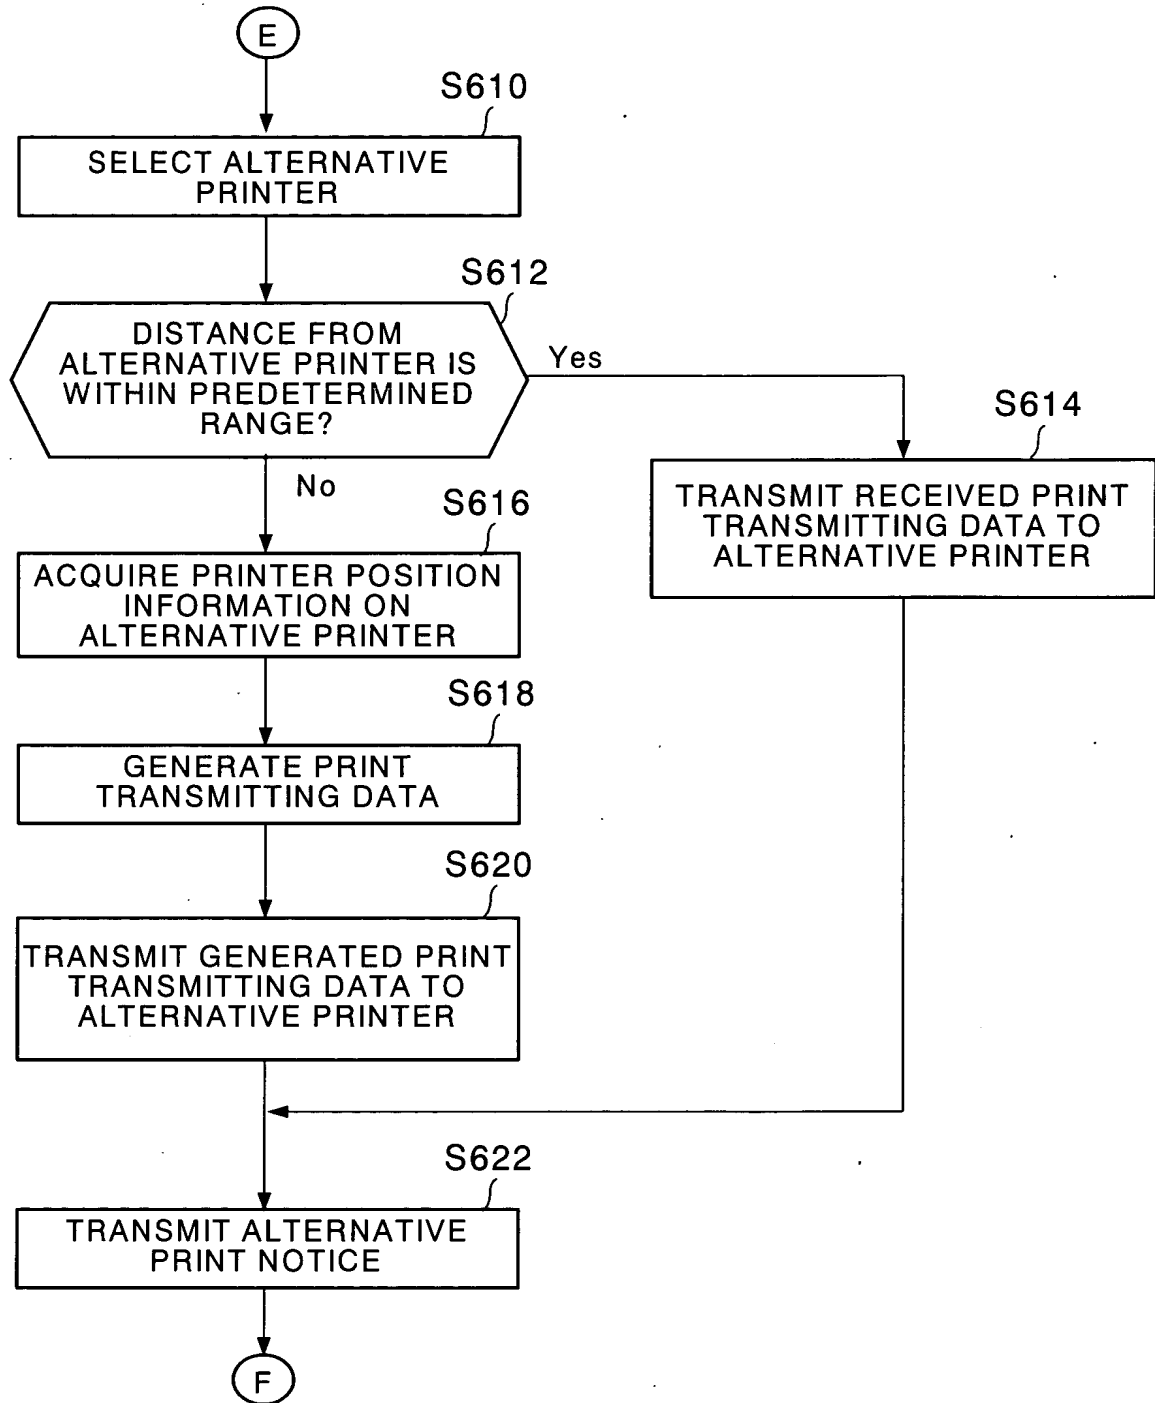 E
S610
SELECT ALTERNATIVE
PRINTER
S612
DISTANCE FROM
ALTERNATIVE PRINTER IS
WITHIN PREDETERMINED
RANGE?
Yes
No
S614
TRANSMIT RECEIVED PRINT
TRANSMITTING DATA TO
ALTERNATIVE PRINTER
S616
ACQUIRE PRINTER POSITION
INFORMATION ON
ALTERNATIVE PRINTER
S618
GENERATE PRINT
TRANSMITTING DATA
S620
TRANSMIT GENERATED PRINT
TRANSMITTING DATA TO
ALTERNATIVE PRINTER
S622
TRANSMIT ALTERNATIVE
PRINT NOTICE
F